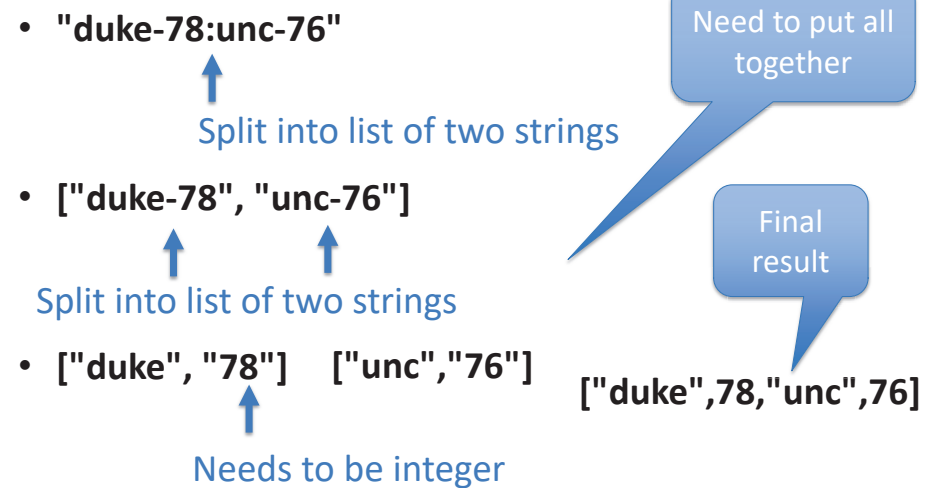 • "duke-78:unc-76"
Need to put all
together
Split into list of two strings
• ["duke-78", "unc-76"]
Final
result
Split into list of two strings
• ["duke", "78"] ["unc","76"]
["duke",78,"unc",76]
Needs to be integer